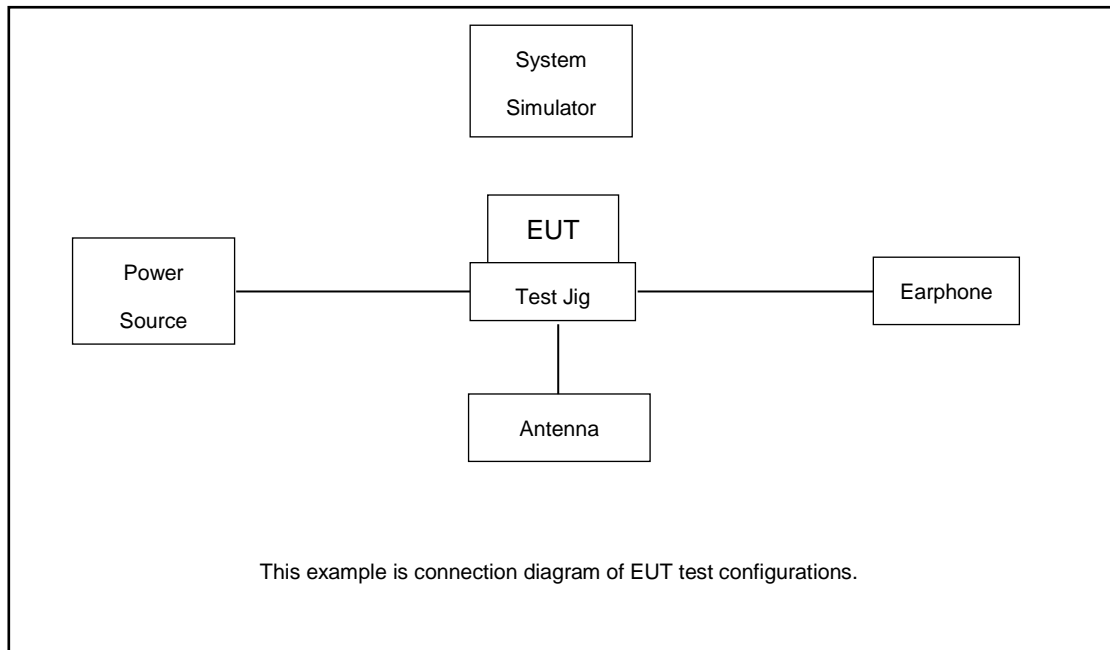 System
Simulator
EUT
Power
Source
Test Jig
Earphone
Antenna
This example is connection diagram of EUT test configurations.